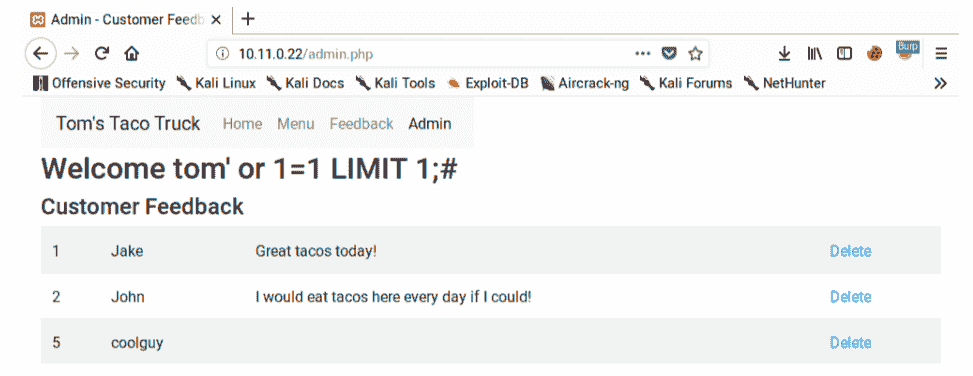 Admin - Customer Feedb
10.11.0.22/admin.php
Burp
Offensive Security Kali Linux Kali Docs Kali Tools Exploit-DB Aircrack-ng Kali Forums NetHunter
Tom's Taco Truck Home Menu Feedback Admin
Welcome tom' or 1=1 LIMIT 1;#
Customer Feedback
1 Jake Great tacos today! Delete
2 John I would eat tacos here every day if I could! Delete
5 coolguy Delete